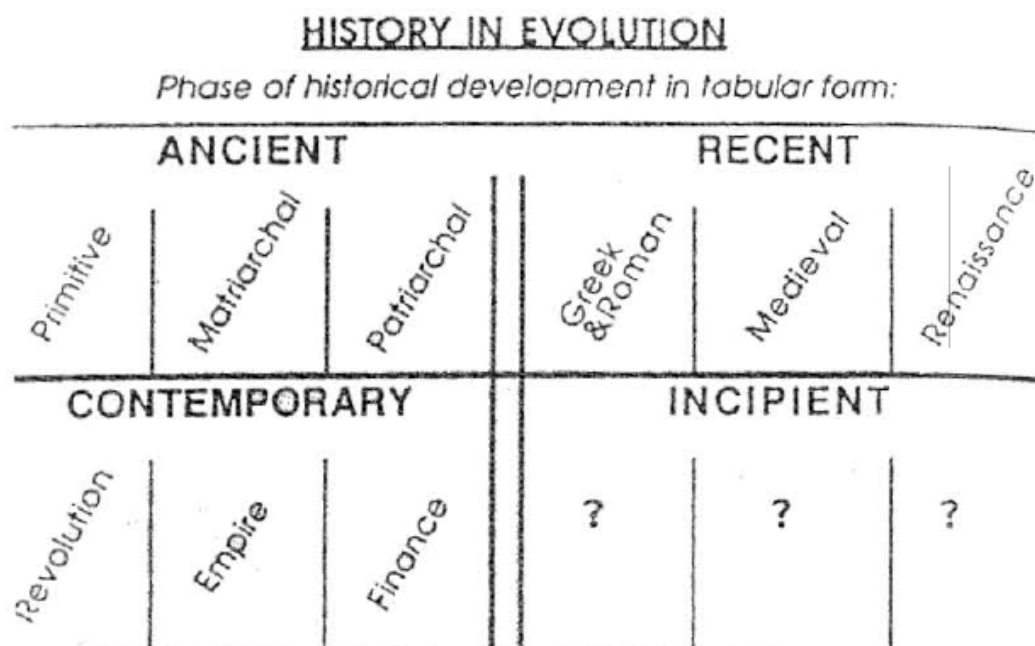 HISTORY IN EVOLUTION
Phase of historical development in tabular form:
ANCIENT
Primitive
Matriarchal
Patriarchal
RECENT
Greek
&Roman
Medieval
Renaissance
CONTEMPORARY
Revolution
Empire
Finance
INCIPIENT
?
?
?